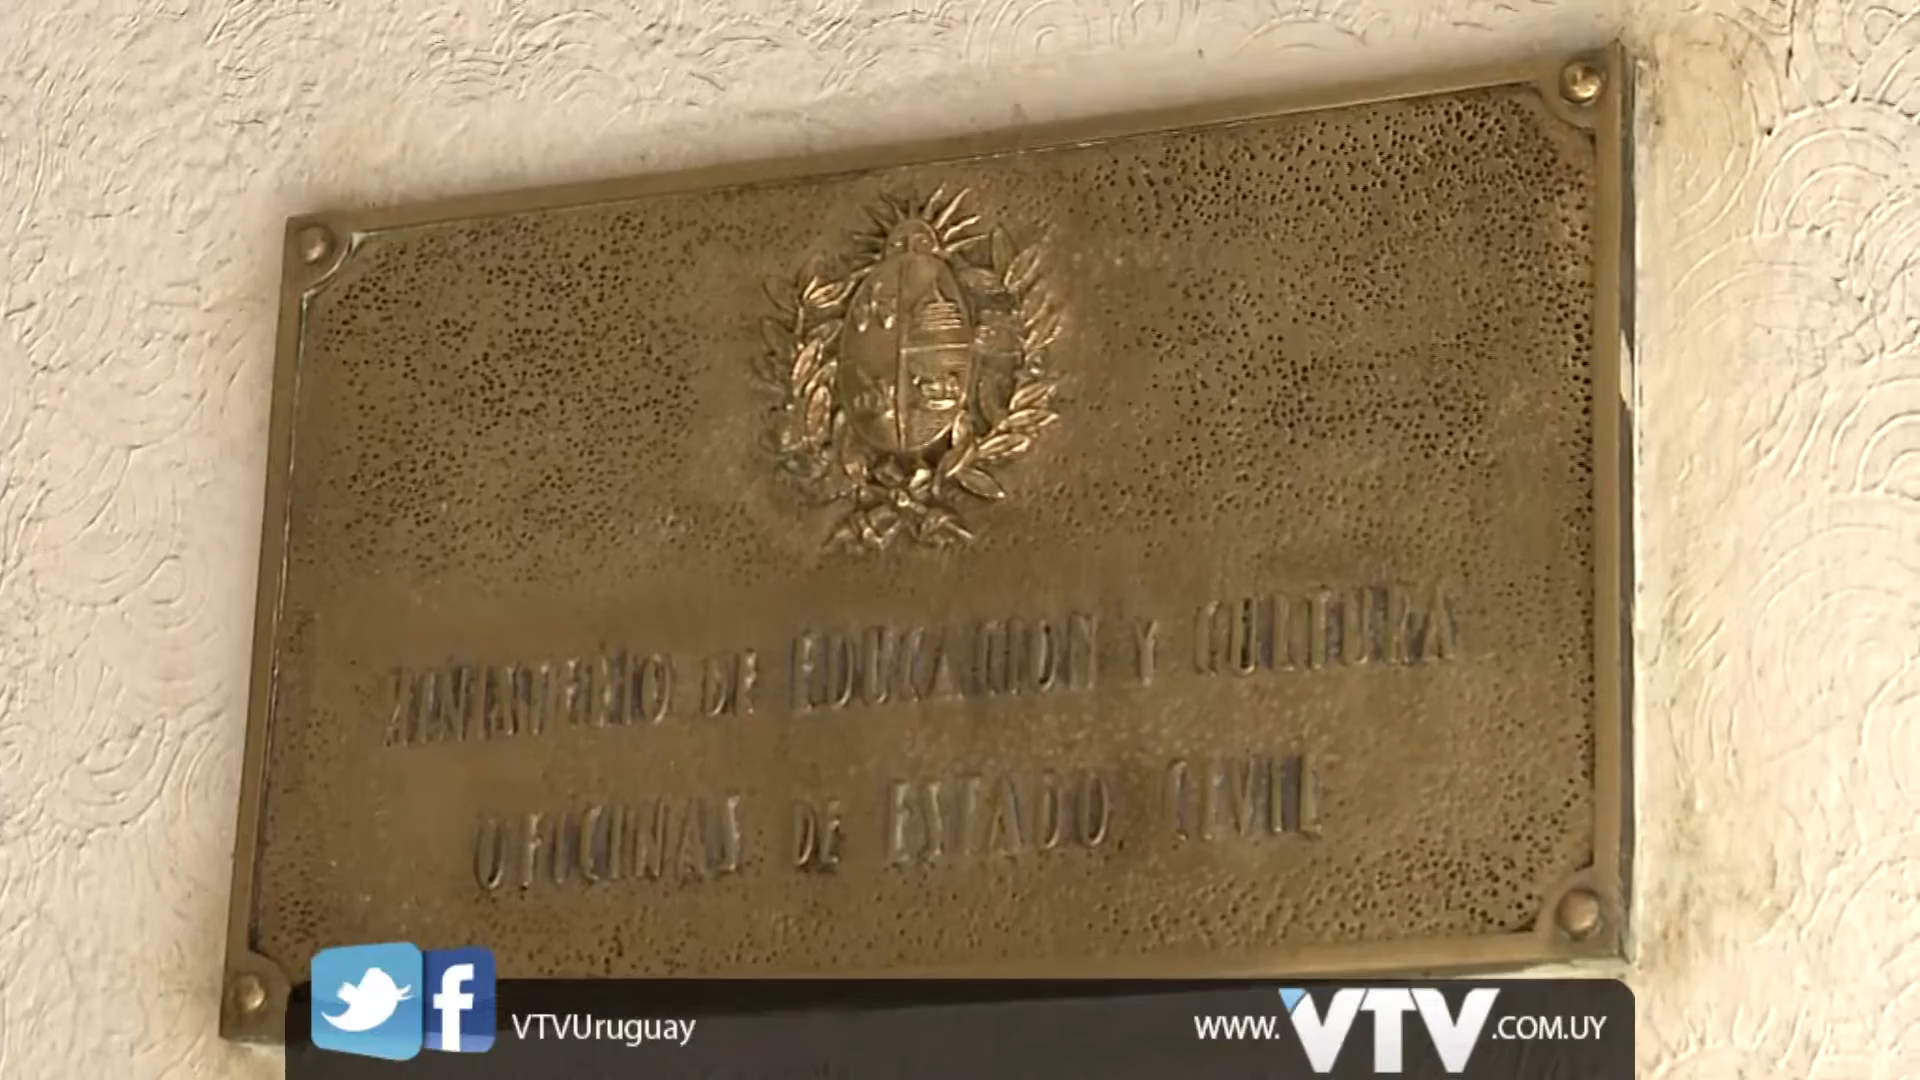 MINISTERIO DE EDUCACION Y CULTURA
OFICINAS DE ESTADO CIVIL
VTVUruguay
WWW.VTV.COM.UY